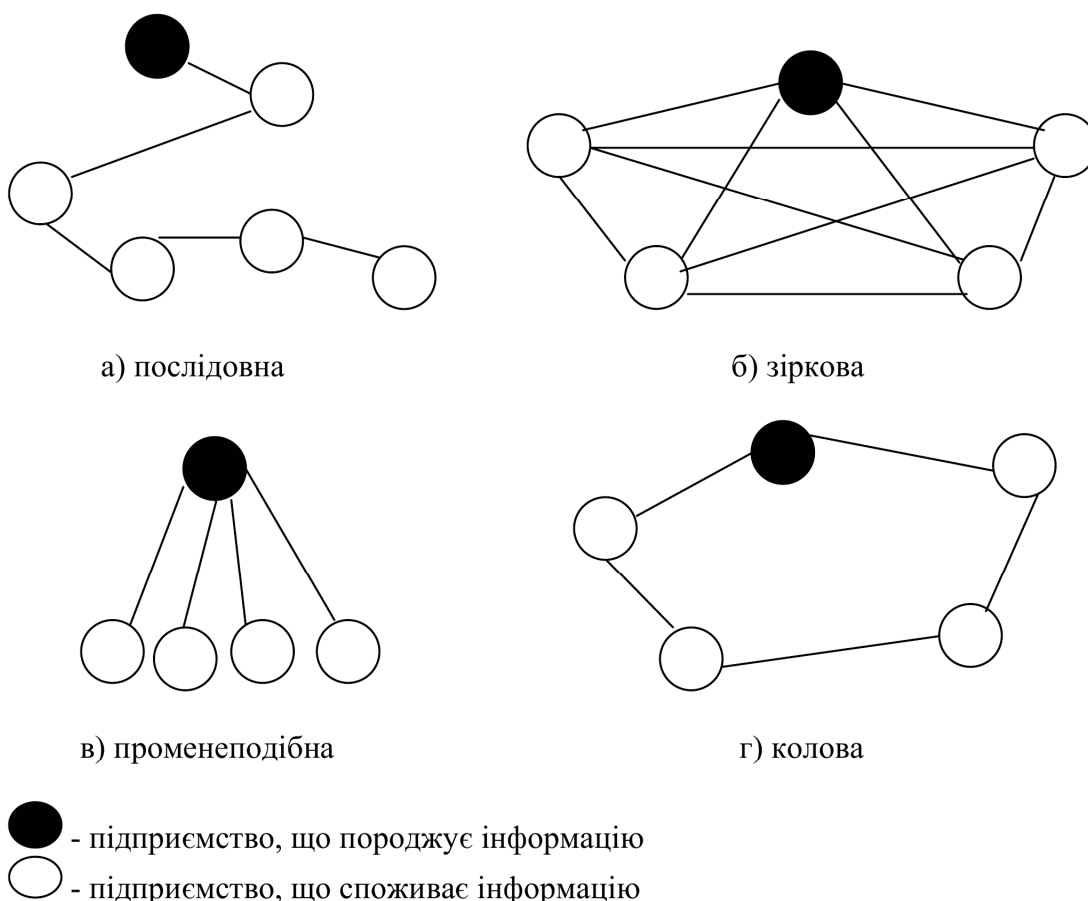 а) послідовна
б) зіркова
в) променеподібна
г) колова
- підприємство, що породжує інформацію
- підприємство, що споживає інформацію